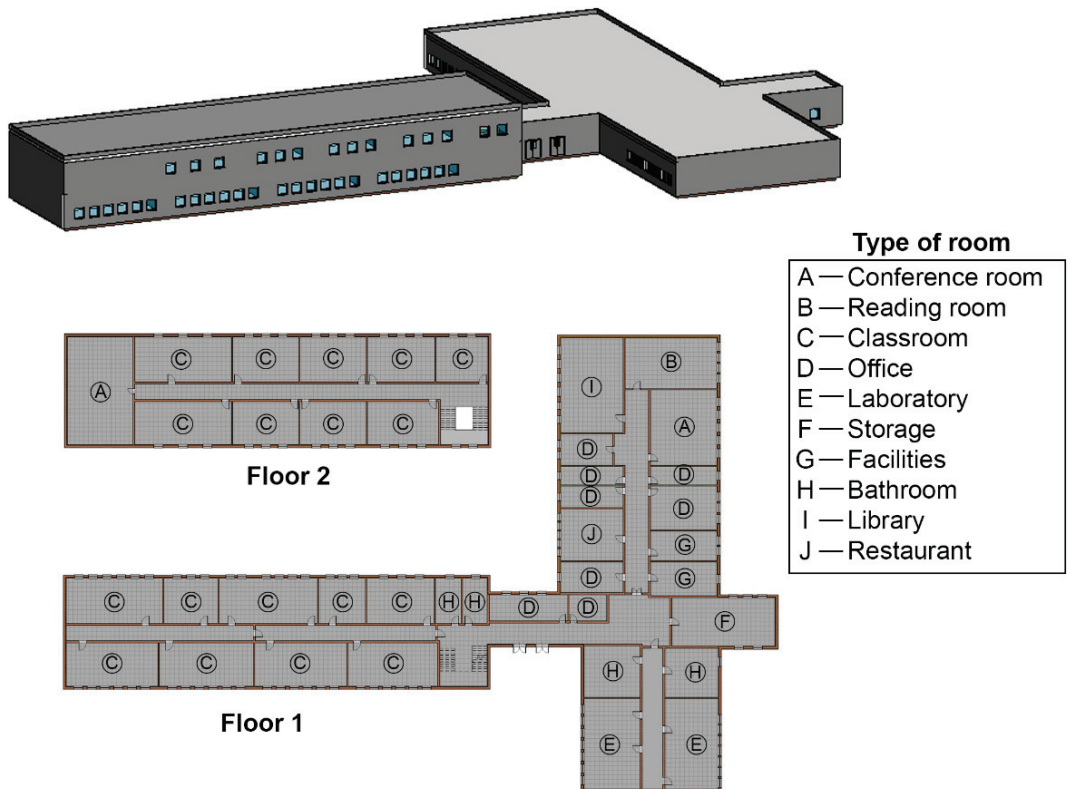 Type of room
A — Conference room
B — Reading room
C — Classroom
D — Office
E — Laboratory
F — Storage
G — Facilities
H — Bathroom
I — Library
J — Restaurant
C C C C C
A
C C C C
Floor 2
I B
A
D
D D
D D
J G
D G
C C C C C H H D D F
C C C C
H H
E E
Floor 1